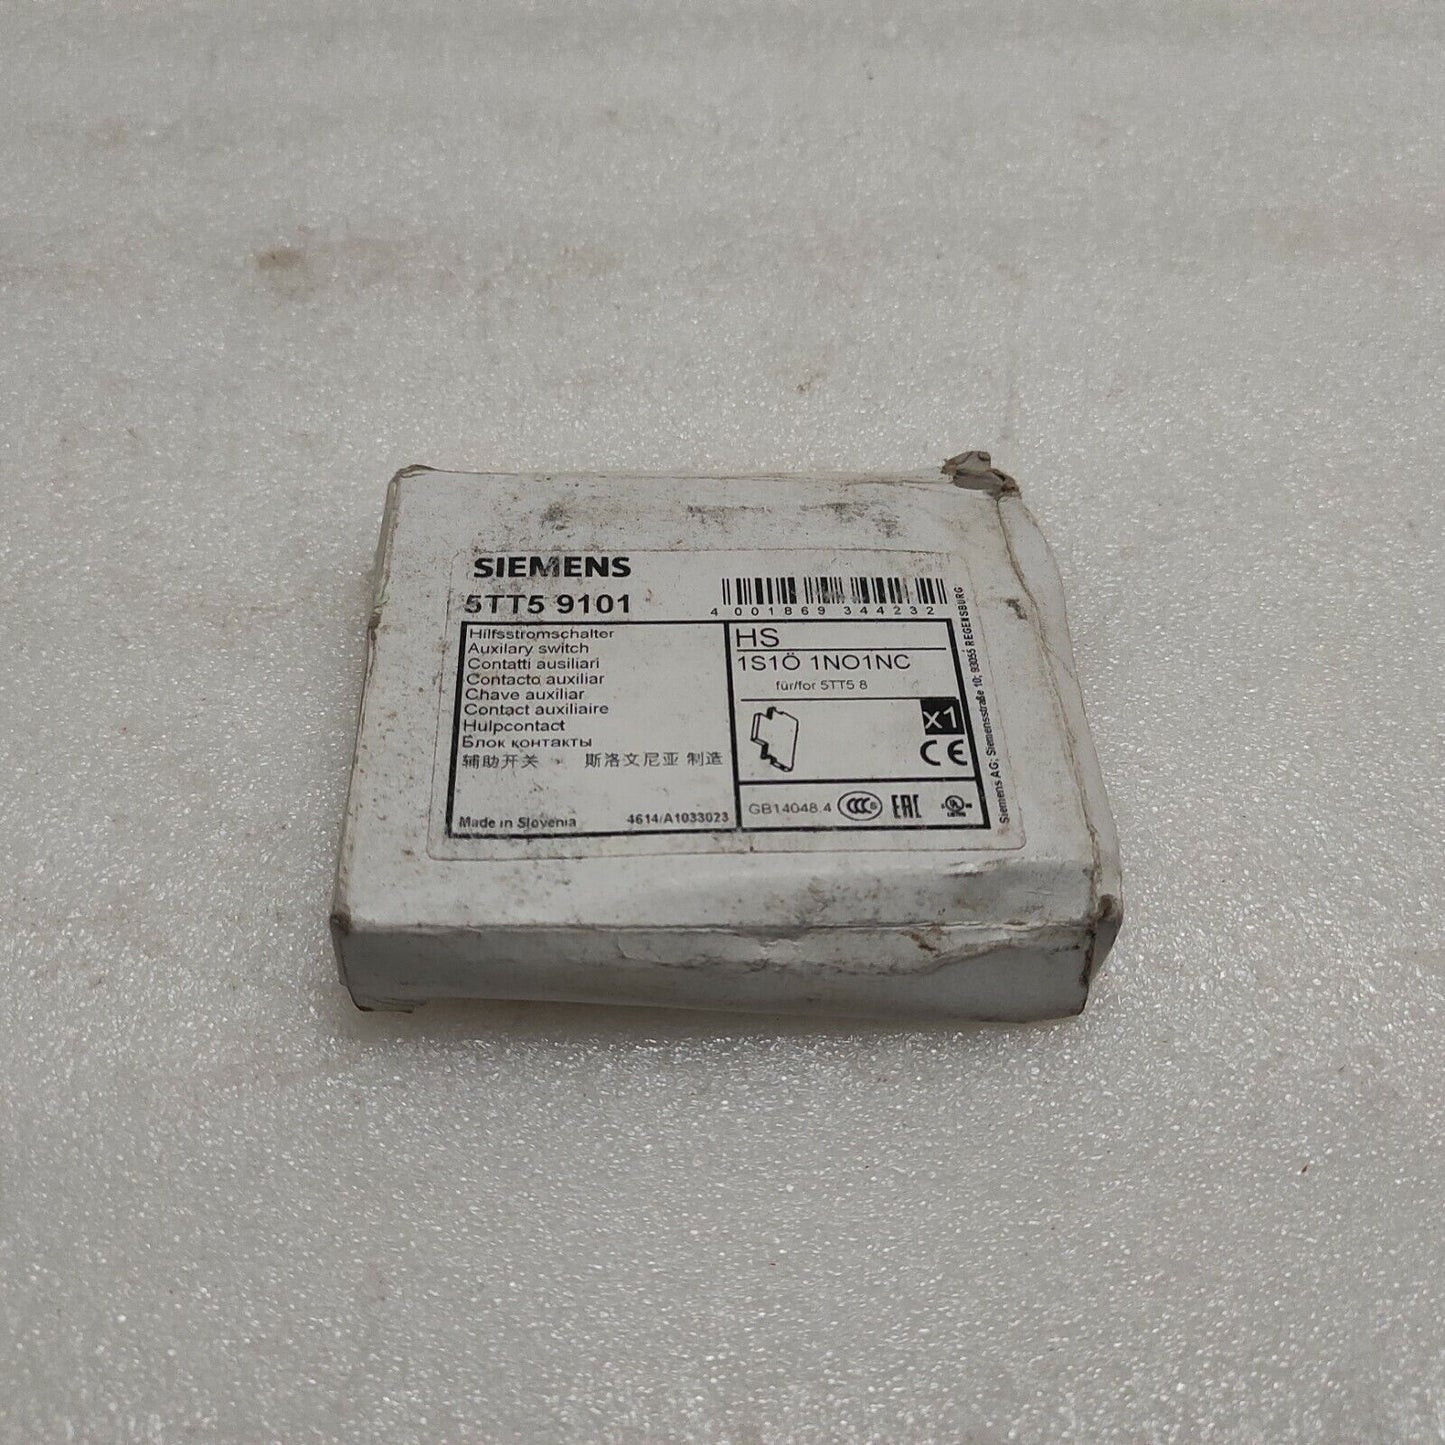 SIEMENS
5TT5 9101
4 001869 344232
Hilfsstromschalter
Auxilary switch
Contatti ausiliari
Contacto auxiliar
Chave auxiliar
Contact auxiliaire
Hulpcontact
Блок контакты
辅助开关 斯洛文尼亚 制造
Made in Slovenia 4614/A1033023
HS
1S1Ö 1NO1NC
für/for 5TT5 8
x1
CE
GB14048.4 CCC S EAC UL
Siemens AG; Siemensstraße 10; 93055 REGENSBURG